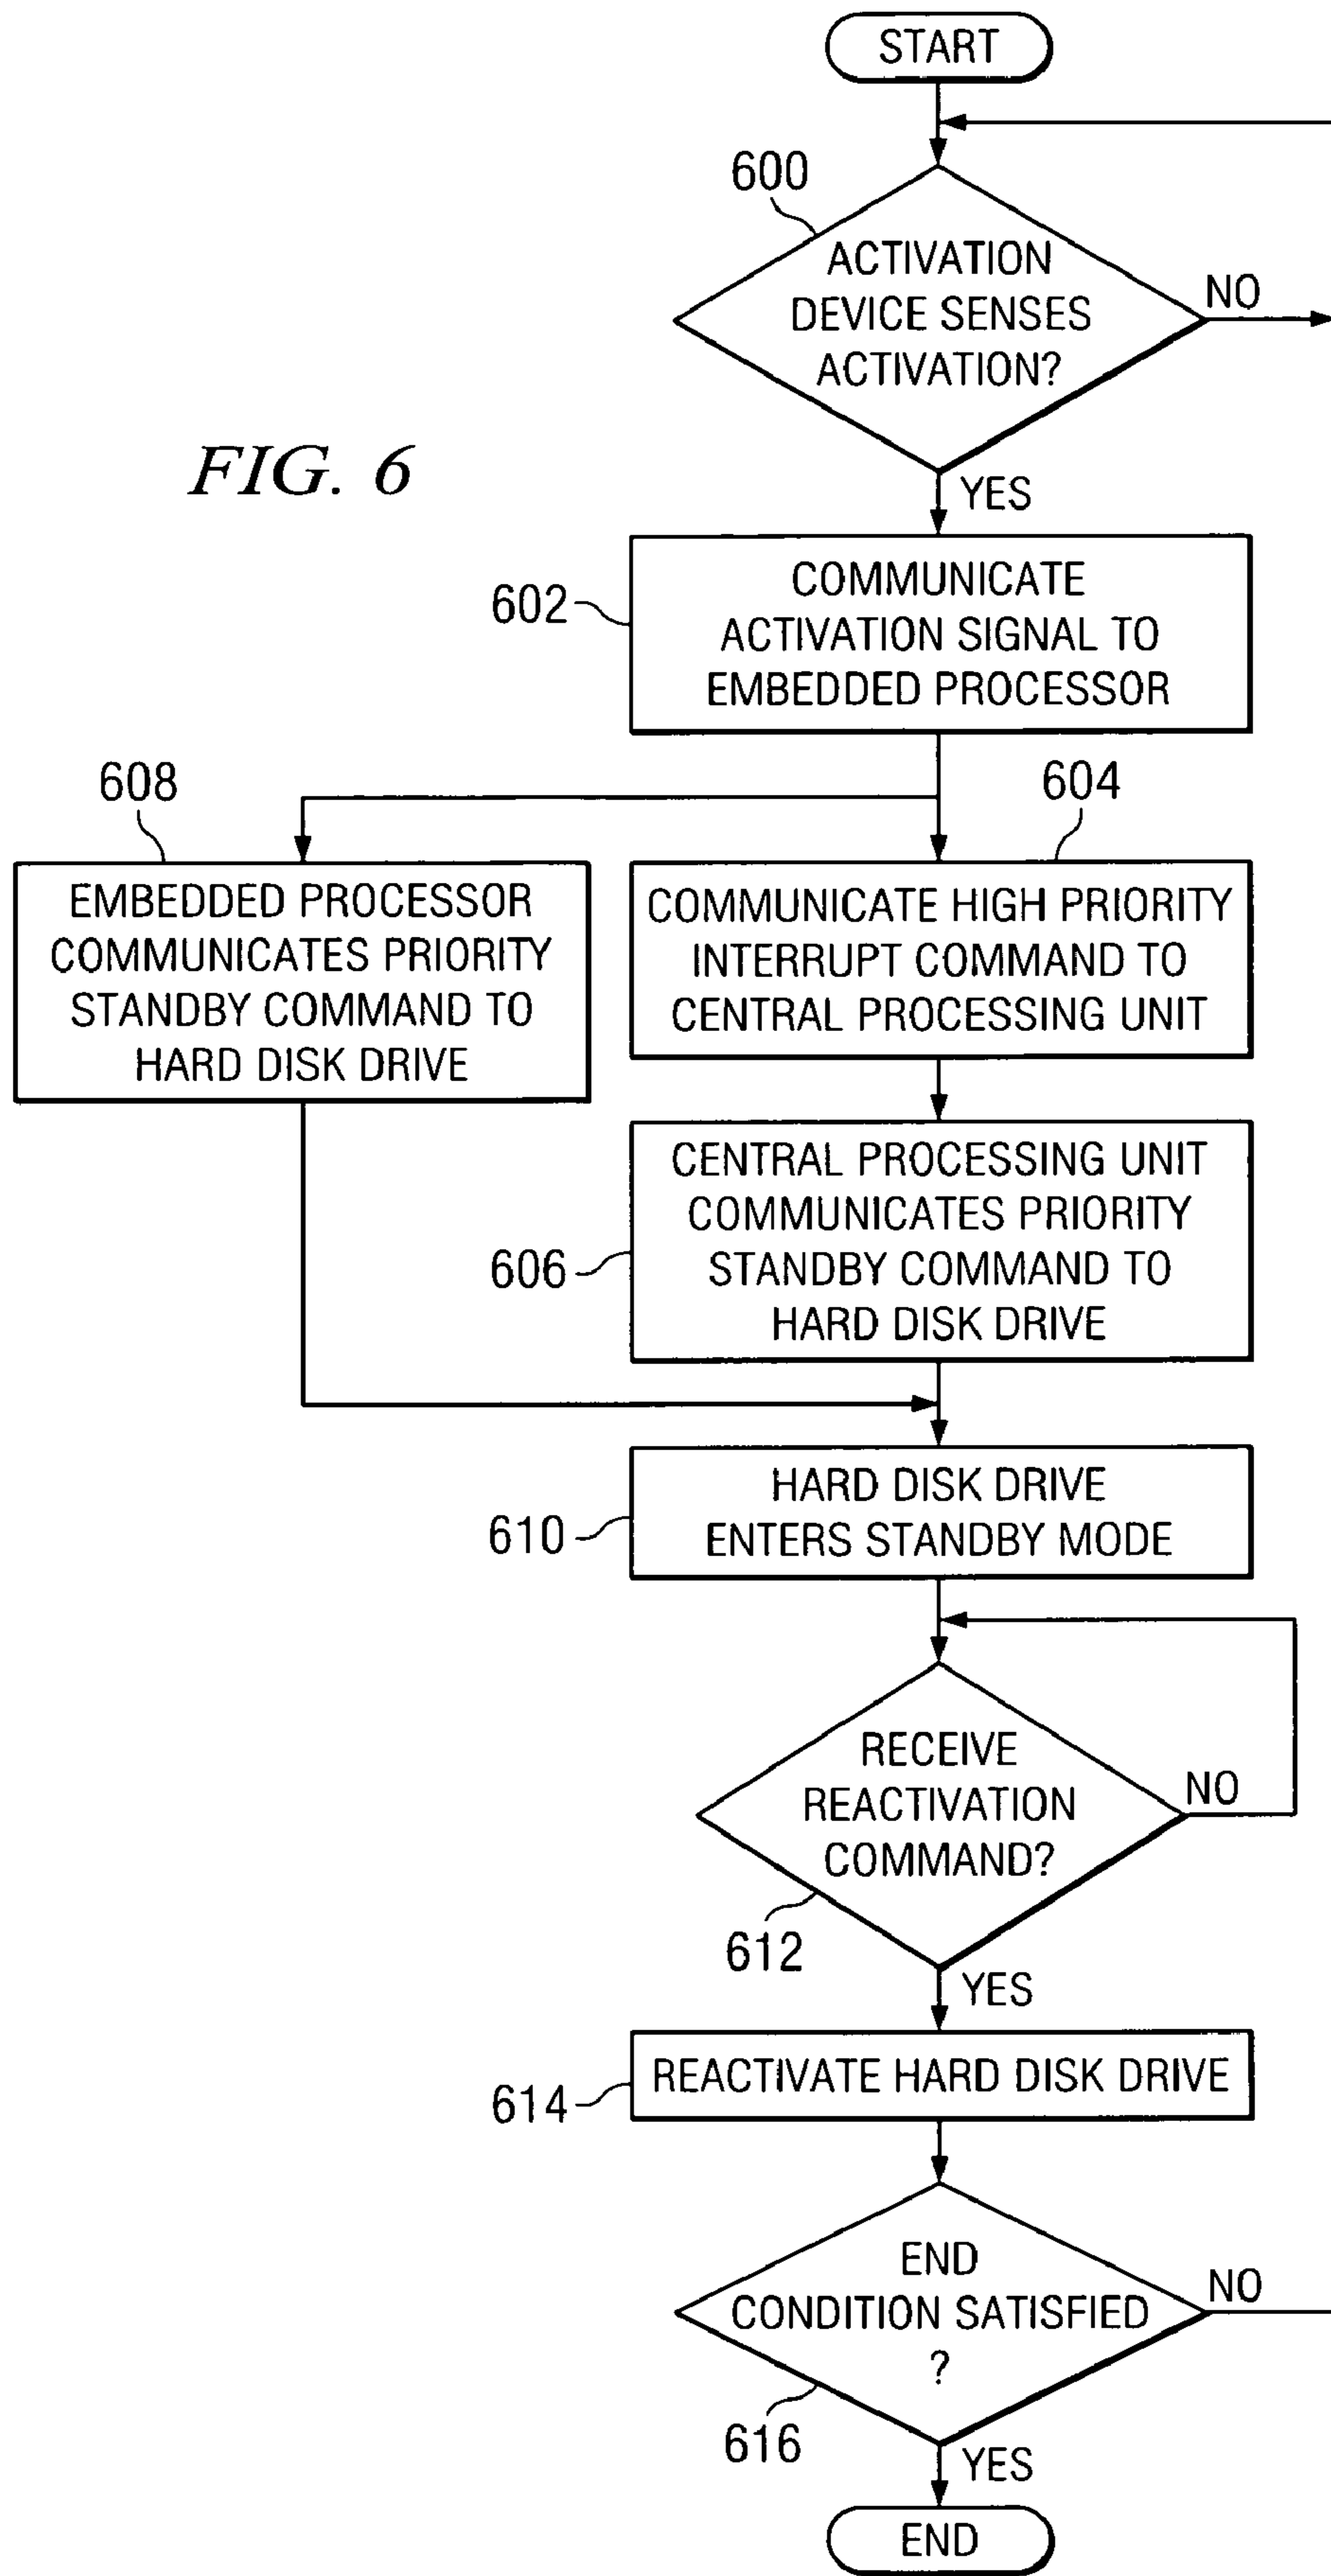 START
600
ACTIVATION
DEVICE SENSES
ACTIVATION?
NO
FIG. 6
YES
602
COMMUNICATE
ACTIVATION SIGNAL TO
EMBEDDED PROCESSOR
608
604
EMBEDDED PROCESSOR
COMMUNICATES PRIORITY
STANDBY COMMAND TO
HARD DISK DRIVE
COMMUNICATE HIGH PRIORITY
INTERRUPT COMMAND TO
CENTRAL PROCESSING UNIT
606
CENTRAL PROCESSING UNIT
COMMUNICATES PRIORITY
STANDBY COMMAND TO
HARD DISK DRIVE
610
HARD DISK DRIVE
ENTERS STANDBY MODE
RECEIVE
REACTIVATION
COMMAND?
NO
612
YES
614
REACTIVATE HARD DISK DRIVE
END
CONDITION SATISFIED
?
NO
616
YES
END